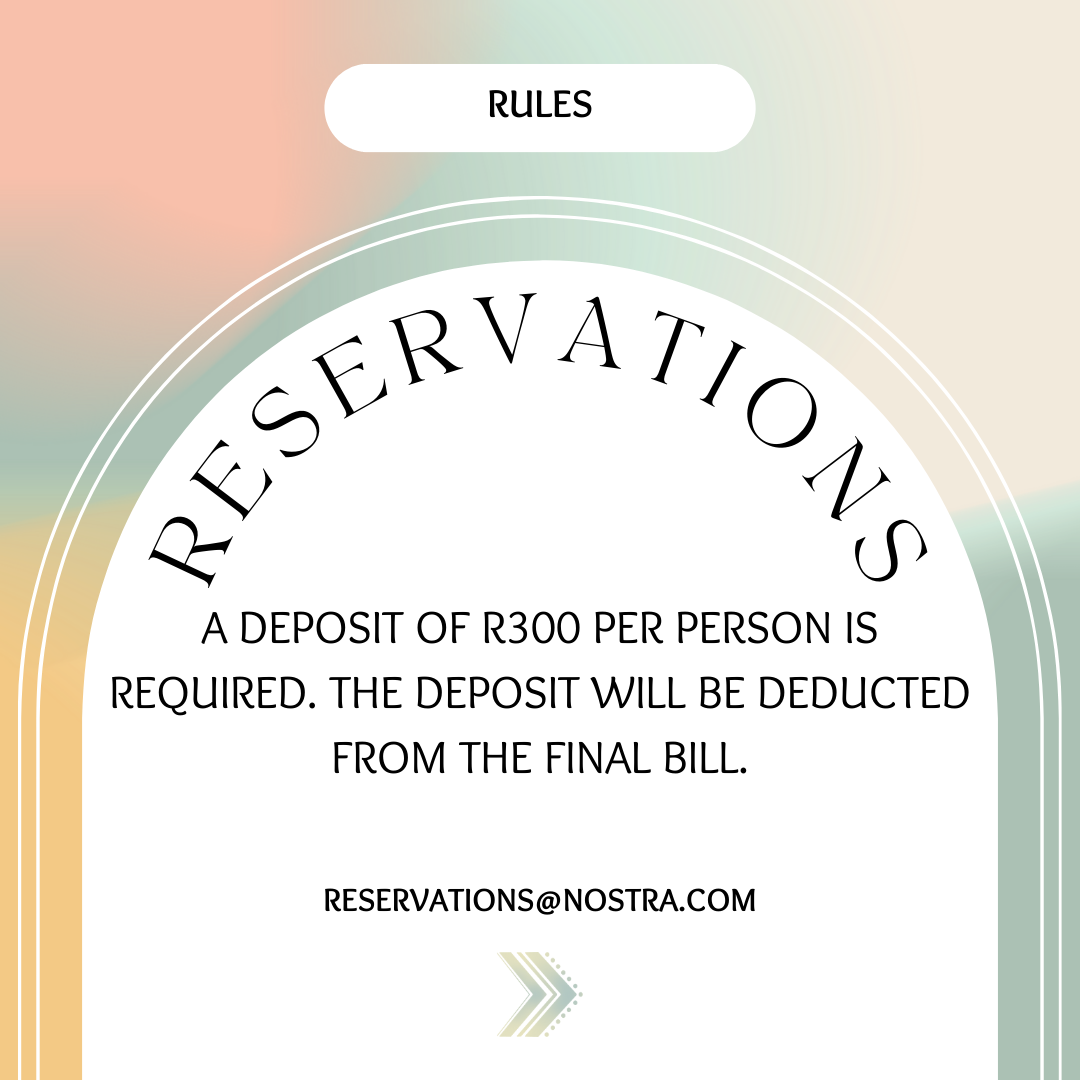 RULES
RESERVATIONS
A DEPOSIT OF R300 PER PERSON IS
REQUIRED. THE DEPOSIT WILL BE DEDUCTED
FROM THE FINAL BILL.
RESERVATIONS@NOSTRA.COM